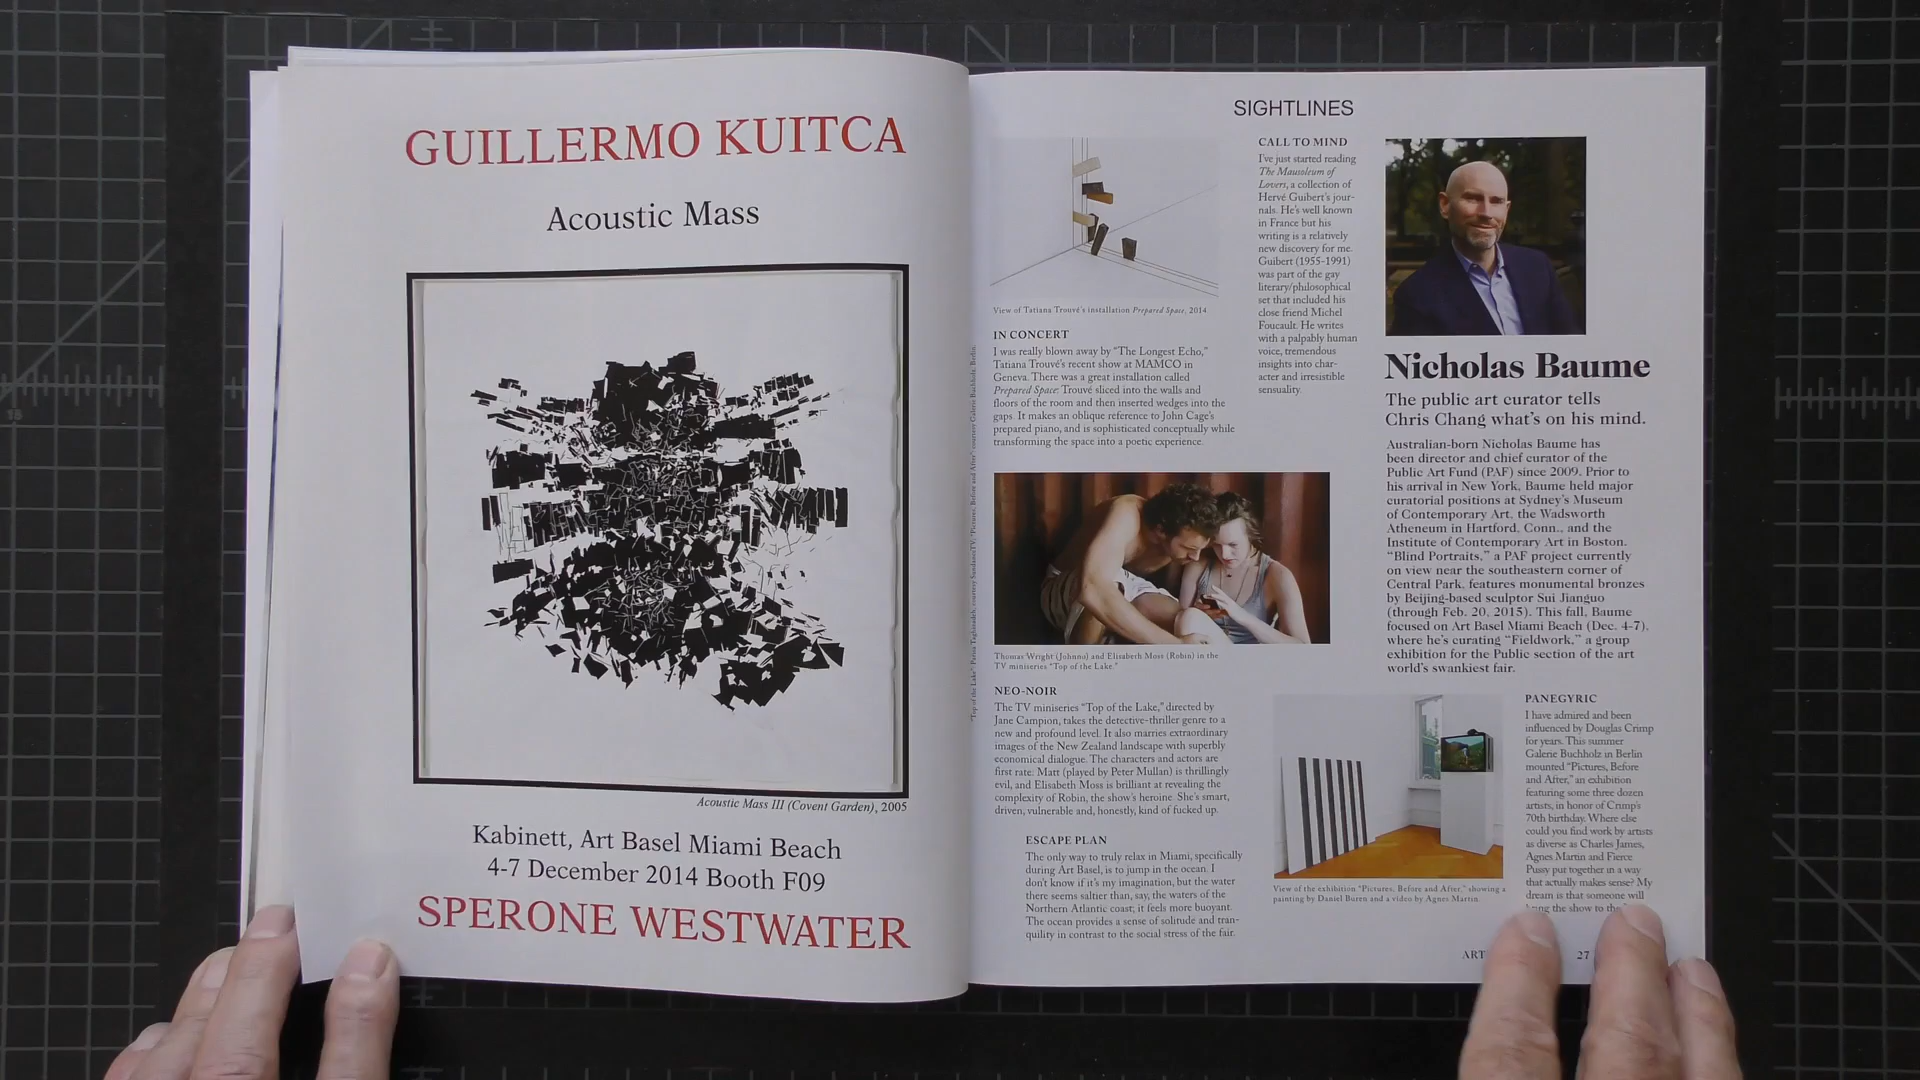 GUILLERMO KUITCA
Acoustic Mass
Acoustic Mass III (Covent Garden), 2005
Kabinett, Art Basel Miami Beach
4-7 December 2014 Booth F09
SPERONE WESTWATER
SIGHTLINES
View of Tatiana Trouvé's installation Prepared Space, 2014
IN CONCERT
I was really blown away by "The Longest Echo,"
Tatiana Trouvé's recent show at MAMCO in
Geneva. There was a great installation called
Prepared Space. Trouvé sliced into the walls and
floors of the room and then inserted wedges into the
gaps. It makes an oblique reference to John Cage's
prepared piano, and is sophisticated conceptually while
transforming the space into a poetic experience.
CALL TO MIND
I've just started reading
The Mausoleum of
Lovers, a collection of
Hervé Guibert's jour-
nals. He's well known
in France but his
writing is a relatively
new discovery for me.
Guibert (1955-1991)
was part of the gay
literary/philosophical
set that included his
close friend Michel
Foucault. He writes
with a palpably human
voice, tremendous
insights into char-
acter and irresistible
sensuality.
Thomas Wright (Johnno) and Elisabeth Moss (Robin) in the
TV miniseries "Top of the Lake."
NEO-NOIR
The TV miniseries "Top of the Lake," directed by
Jane Campion, takes the detective-thriller genre to a
new and profound level. It also marries extraordinary
images of the New Zealand landscape with superbly
economical dialogue. The characters and actors are
first rate: Matt (played by Peter Mullan) is thrillingly
evil, and Elisabeth Moss is brilliant at revealing the
complexity of Robin, the show's heroine. She's smart,
driven, vulnerable and, honestly, kind of fucked up.
ESCAPE PLAN
The only way to truly relax in Miami, specifically
during Art Basel, is to jump in the ocean. I
don't know if it's my imagination, but the water
there seems saltier than, say, the waters of the
Northern Atlantic coast; it feels more buoyant.
The ocean provides a sense of solitude and tran-
quility in contrast to the social stress of the fair.
Nicholas Baume
The public art curator tells
Chris Chang what's on his mind.
Australian-born Nicholas Baume has
been director and chief curator of the
Public Art Fund (PAF) since 2009. Prior to
his arrival in New York, Baume held major
curatorial positions at Sydney's Museum
of Contemporary Art, the Wadsworth
Atheneum in Hartford, Conn., and the
Institute of Contemporary Art in Boston.
"Blind Portraits," a PAF project currently
on view near the southeastern corner of
Central Park, features monumental bronzes
by Beijing-based sculptor Sui Jianguo
(through Feb. 20, 2015). This fall, Baume
focused on Art Basel Miami Beach (Dec. 4-7),
where he's curating "Fieldwork," a group
exhibition for the Public section of the art
world's swankiest fair.
View of the exhibition "Pictures, Before and After," showing a
painting by Daniel Buren and a video by Agnes Martin.
PANEGYRIC
I have admired and been
influenced by Douglas Crimp
for years. This summer
Galerie Buchholz in Berlin
mounted "Pictures, Before
and After," an exhibition
featuring some three dozen
artists, in honor of Crimp's
70th birthday. Where else
could you find work by artists
as diverse as Charles James,
Agnes Martin and Fierce
Pussy put together in a way
that actually makes sense? My
dream is that someone will
bring the show to the
ART
27